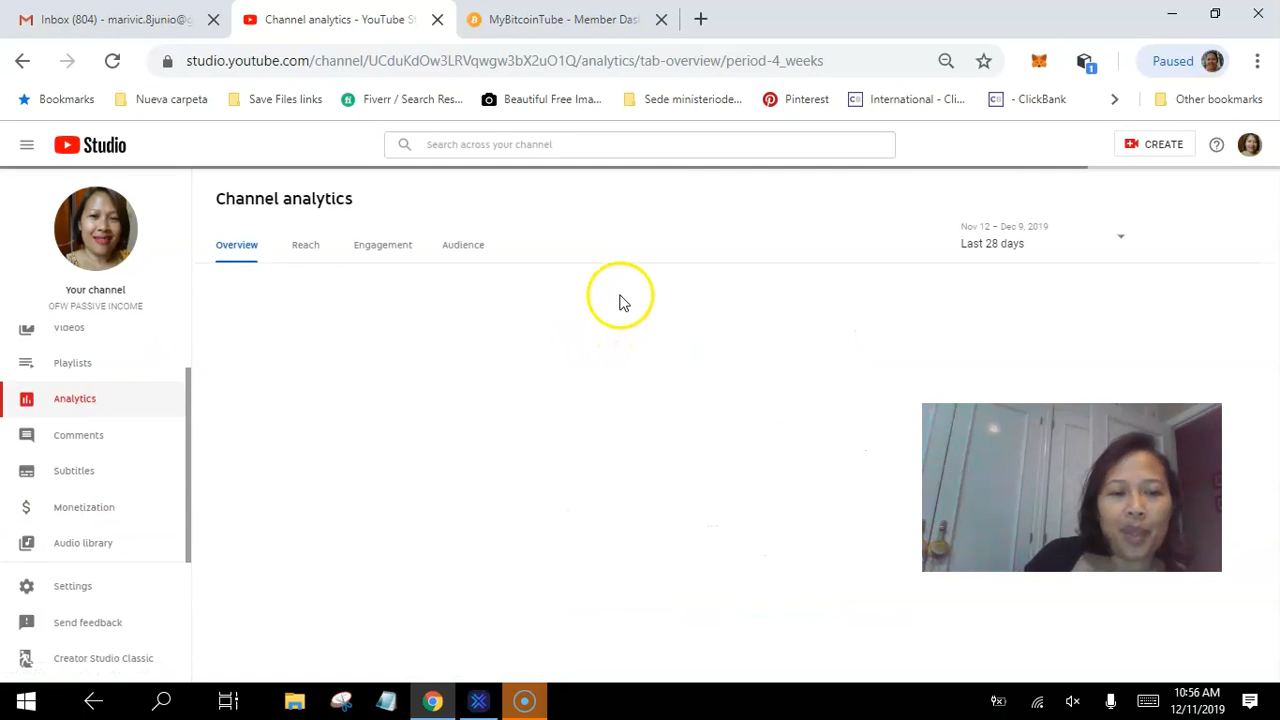 Inbox (804) - marivic.8junio@g
Channel analytics - YouTube St
MyBitcoinTube - Member Das
studio.youtube.com/channel/UCduKdOw3LRVqwgw3bX2uO1Q/analytics/tab-overview/period-4_weeks
Paused
Bookmarks
Nueva carpeta
Save Files links
Fiverr / Search Res...
Beautiful Free Ima...
Sede ministeriode...
Pinterest
International - Cli...
- ClickBank
Other bookmarks
Studio
Search across your channel
CREATE
Channel analytics
Overview
Reach
Engagement
Audience
Nov 12 – Dec 9, 2019
Last 28 days
Your channel
OFW PASSIVE INCOME
Videos
Playlists
Analytics
Comments
Subtitles
Monetization
Audio library
Settings
Send feedback
Creator Studio Classic
10:56 AM
12/11/2019